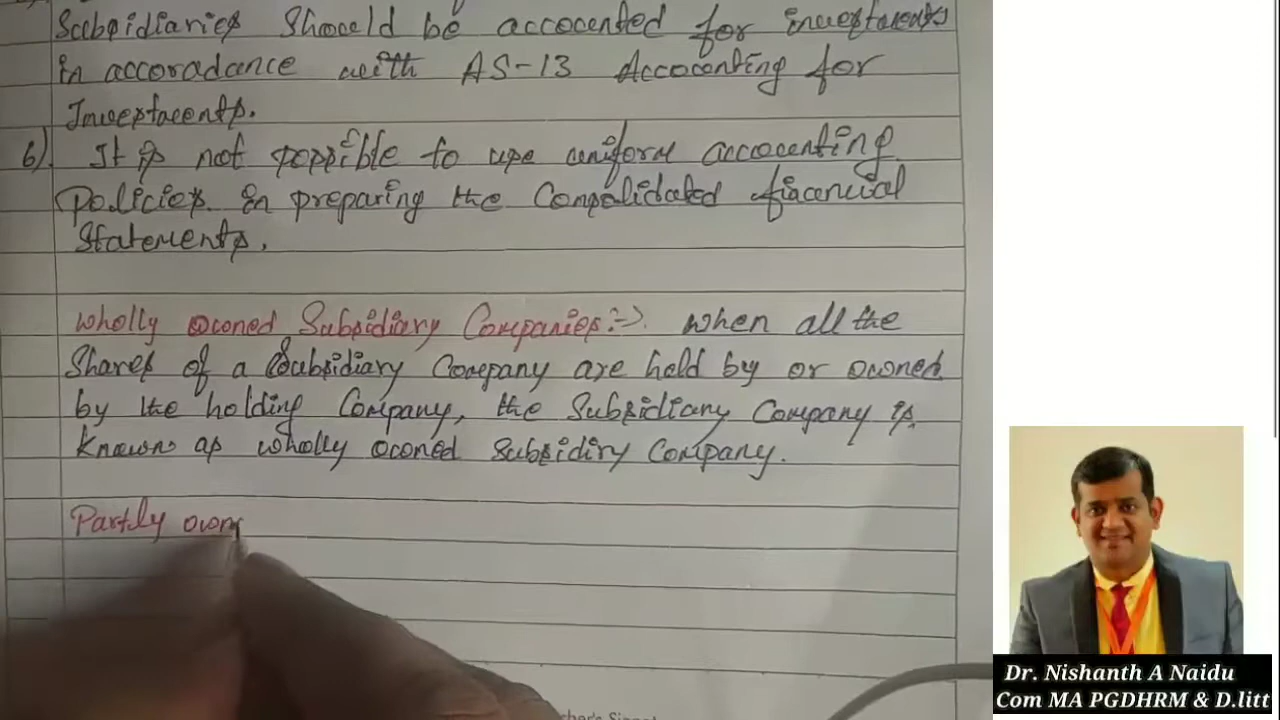 Subsidiaries Should be accounted for investments
in accoradance with AS-13 Accounting for
Investments.
6) It is not possible to use uniform accounting
Policies in preparing the Consolidated fiacancial
Statements.
Wholly owned Subsidiary Companies:-> When all the
Shares of a Subsidiary Company are held by or owned
by the holding Company, the Subsidiary Company is
Known as wholly owned Subsidiry Company.
Partly own
Dr. Nishanth A Naidu
Com MA PGDHRM & D.litt